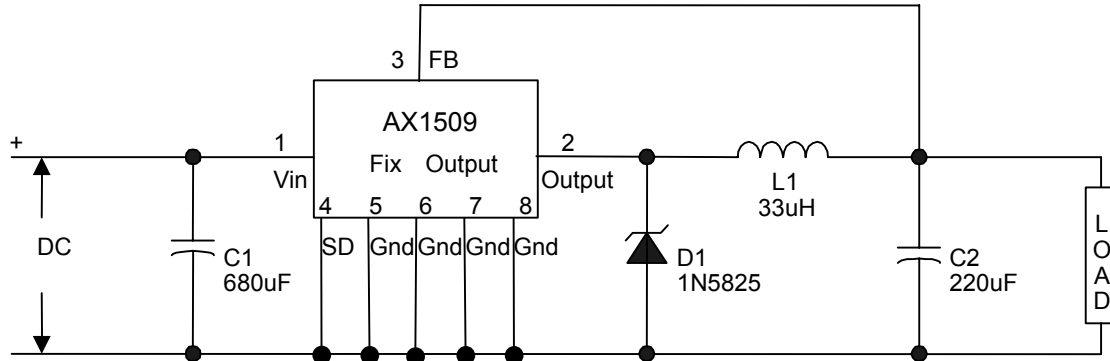 3 FB
AX1509
Fix Output
+
1
Vin
2
Output
4 5 6 7 8
SD Gnd Gnd Gnd Gnd
DC
C1
680uF
D1
1N5825
L1
33uH
C2
220uF
LOAD